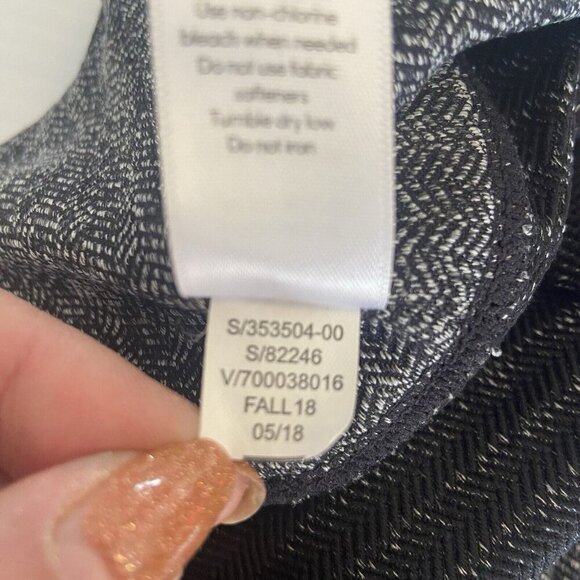 Use non-chlorine
bleach when needed
Do not use fabric
softeners
Tumble dry low
Do not iron
S/353504-00
S/82246
V/700038016
FALL 18
05/18